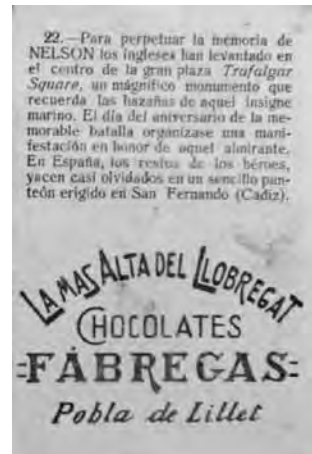 22.—Para perpetuar la memoria de
NELSON los ingleses han levantado en
el centro de la gran plaza Trafalgar
Square, un magnífico monumento que
recuerda las hazañas de aquel insigne
marino. El día del aniversario de la me-
morable batalla organízase una mani-
festación en honor de aquel almirante.
En España, los restos de los héroes,
yacen casi olvidados en un sencillo pan-
teón erigido en San Fernando (Cadiz).
LA MAS ALTA DEL LLOBREGAT
CHOCOLATES
=FÁBREGAS=
Pobla de Lillet